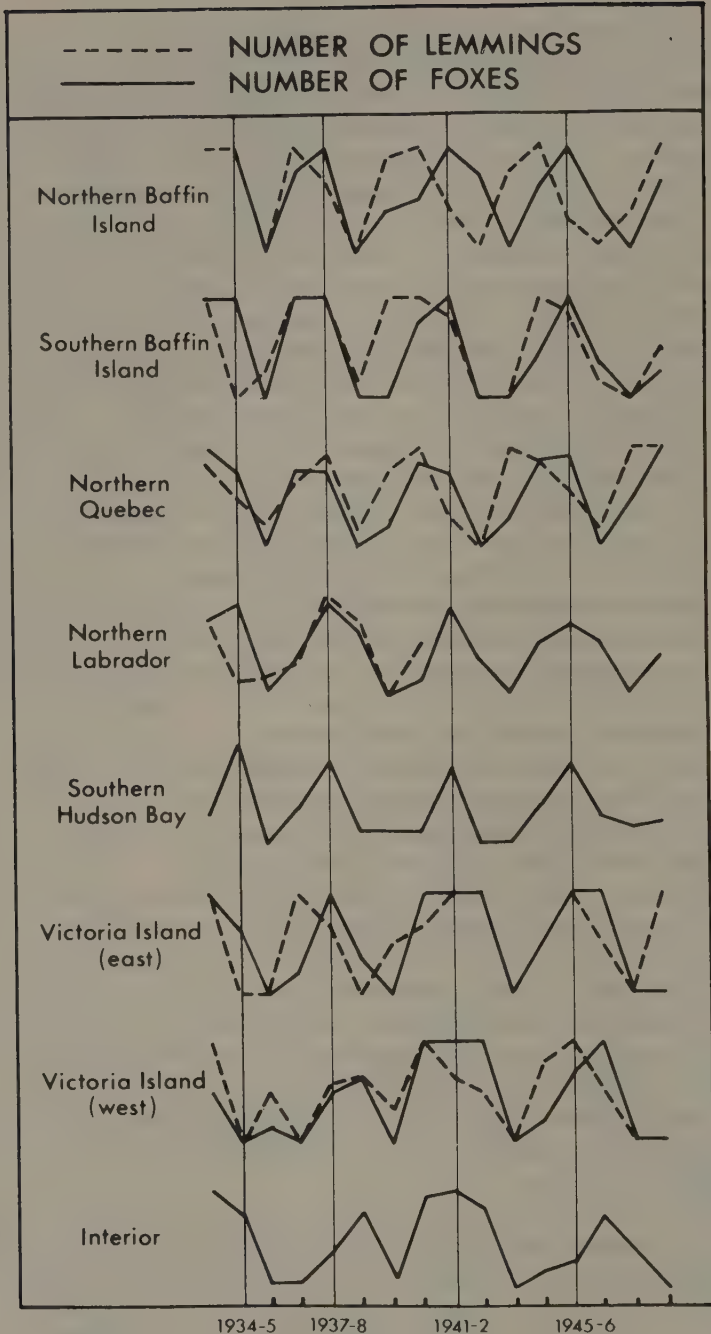 NUMBER OF LEMMINGS
NUMBER OF FOXES
Northern Baffin
Island
Southern Baffin
Island
Northern
Quebec
Northern
Labrador
Southern
Hudson Bay
Victoria Island
(east)
Victoria Island
(west)
Interior
1934-5 1937-8 1941-2 1945-6